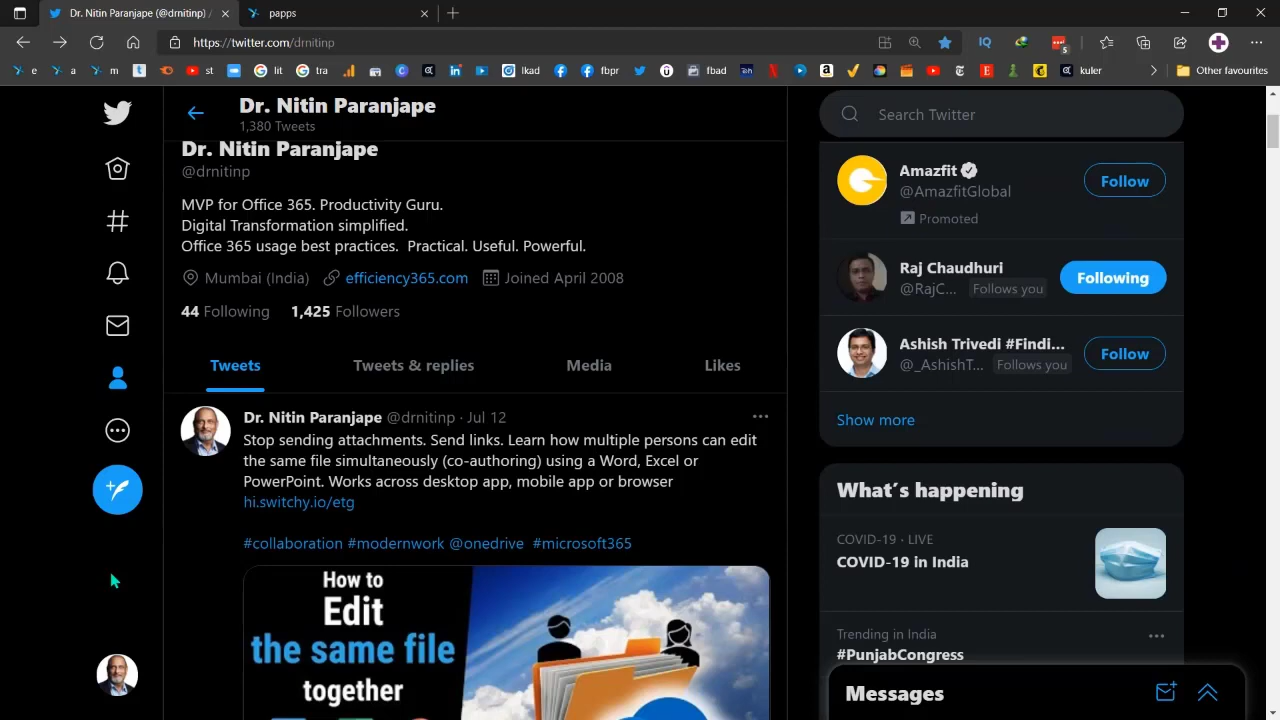 Dr. Nitin Paranjape (@drnitinp) /
papps
https://twitter.com/drnitinp
IQ
5
e
a
m
st
lit
tra
lkad
fbpr
fbad
kuler
Other favourites
Dr. Nitin Paranjape
1,380 Tweets
Dr. Nitin Paranjape
@drnitinp
MVP for Office 365. Productivity Guru.
Digital Transformation simplified.
Office 365 usage best practices. Practical. Useful. Powerful.
Mumbai (India) efficiency365.com Joined April 2008
44 Following 1,425 Followers
Tweets Tweets & replies Media Likes
Dr. Nitin Paranjape @drnitinp · Jul 12
Stop sending attachments. Send links. Learn how multiple persons can edit
the same file simultaneously (co-authoring) using a Word, Excel or
PowerPoint. Works across desktop app, mobile app or browser
hi.switchy.io/etg
#collaboration #modernwork @onedrive #microsoft365
How to
Edit
the same file
together
Search Twitter
Amazfit
@AmazfitGlobal
Follow
Promoted
Raj Chaudhuri
@RajC... Follows you
Following
Ashish Trivedi #Findi...
@_AshishT... Follows you
Follow
Show more
What's happening
COVID-19 · LIVE
COVID-19 in India
Trending in India
#PunjabCongress
Messages